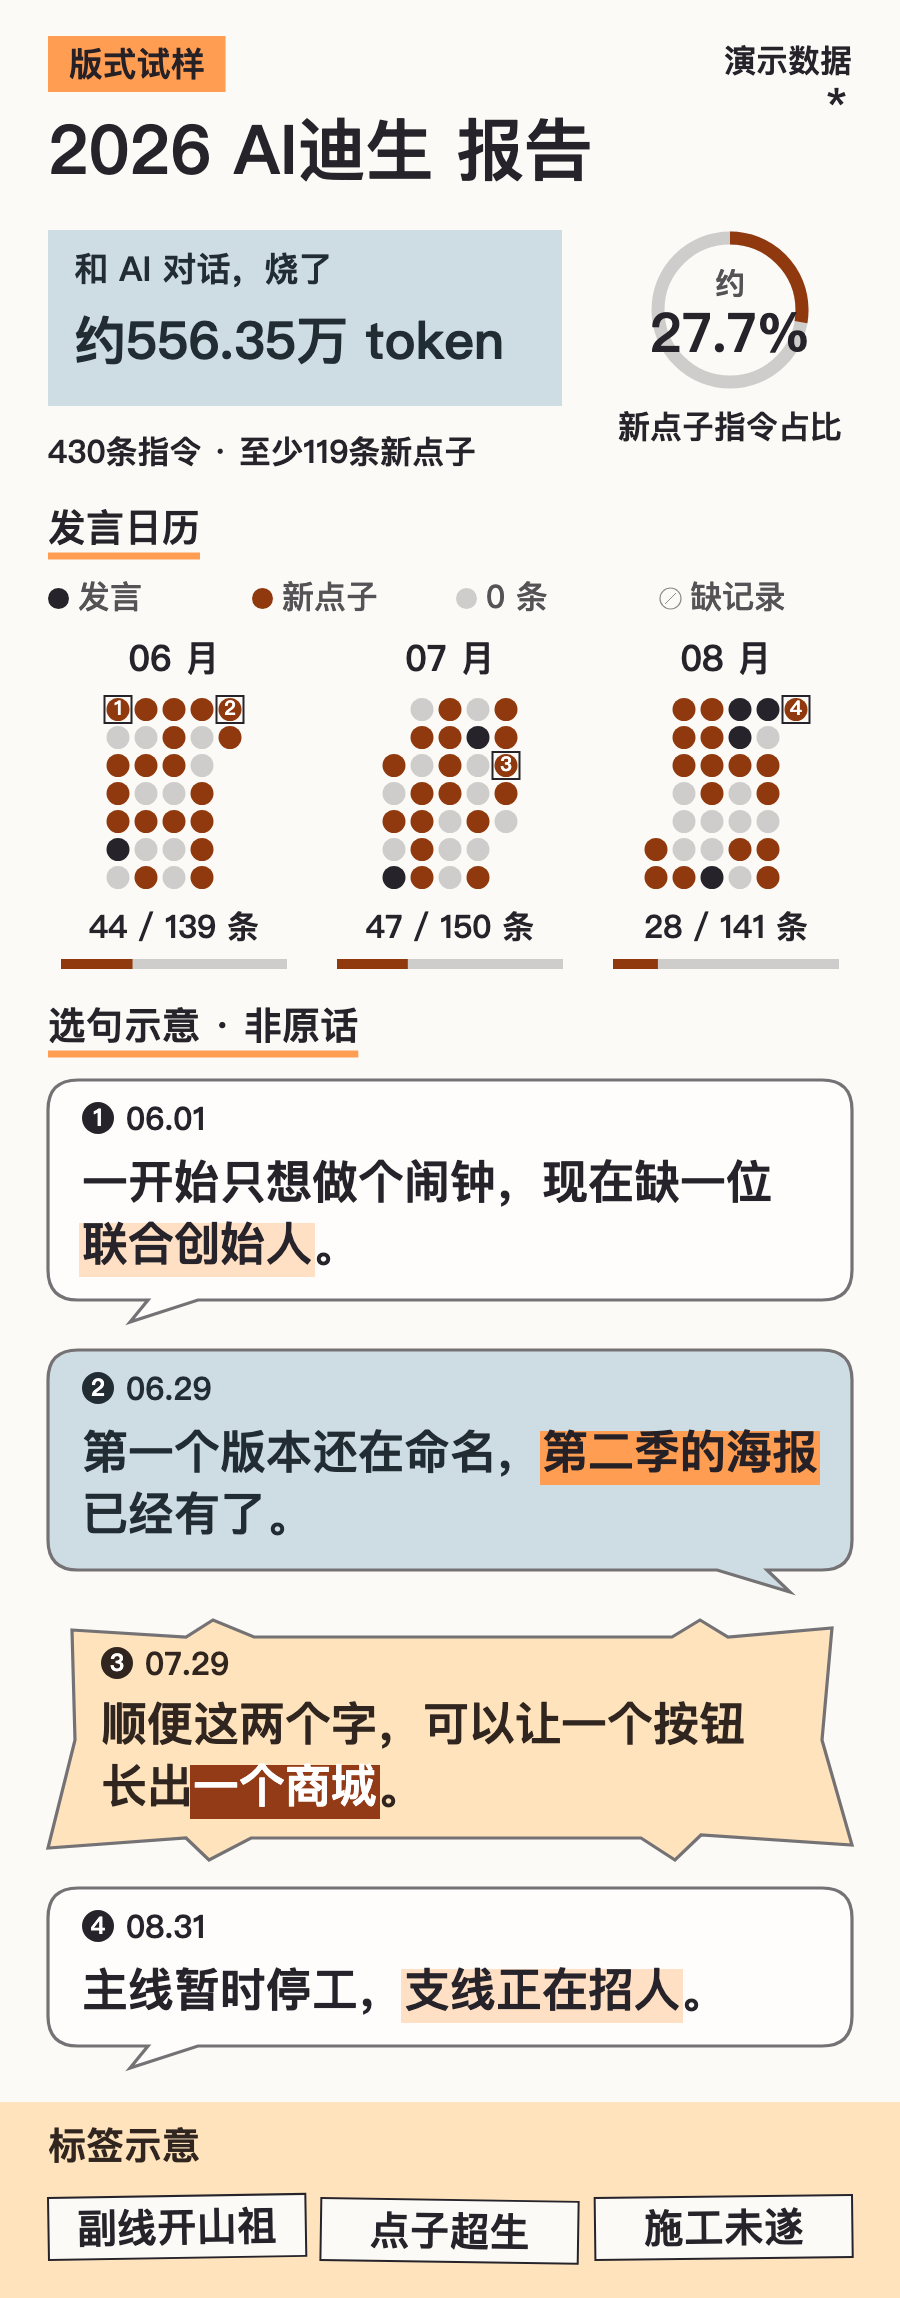 版式试样
演示数据
*
2026 AI迪生 报告
和 AI 对话，烧了
约556.35万 token
约
27.7%
新点子指令占比
430条指令 · 至少119条新点子
发言日历
发言 新点子 0 条 缺记录
06 月 07 月 08 月
1 2 4
3
44 / 139 条 47 / 150 条 28 / 141 条
选句示意 · 非原话
1 06.01
一开始只想做个闹钟，现在缺一位
联合创始人。
2 06.29
第一个版本还在命名，第二季的海报
已经有了。
3 07.29
顺便这两个字，可以让一个按钮
长出一个商城。
4 08.31
主线暂时停工，支线正在招人。
标签示意
副线开山祖 点子超生 施工未遂